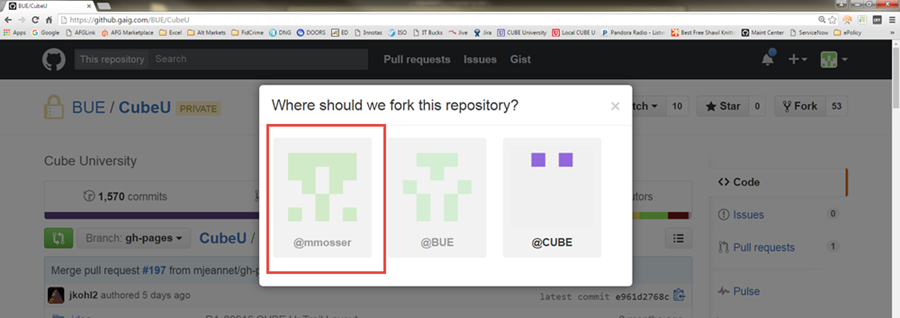 BUE/CubeU
https://github.gaig.com/BUE/CubeU
Apps AFGLink AFG Marketplace Excel Alt Markets FidCrime DNG DOORS ED Innotas ISO IT Bucks Jive Jira CUBE University Local CUBE U Pandora Radio - Listen Best Free Shawl Knitt Maint Center ServiceNow ePolicy
This repository Search Pull requests Issues Gist
BUE / CubeU PRIVATE tch 10 Star 0 Fork 53
Where should we fork this repository? ×
Cube University
1,570 commits utors
@mmosser @BUE @CUBE
Code
Issues 0
Pull requests 1
Pulse
Branch: gh-pages CubeU /
Merge pull request #197 from mjeannet/gh-p
jkohl2 authored 5 days ago latest commit e961d2768c